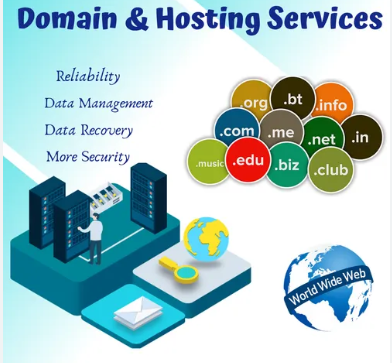 Domain & Hosting Services
Reliability
Data Management
Data Recovery
More Security
.org
.bt
.info
.com
.me
.net
.in
.music
.edu
.biz
.club
World Wide Web